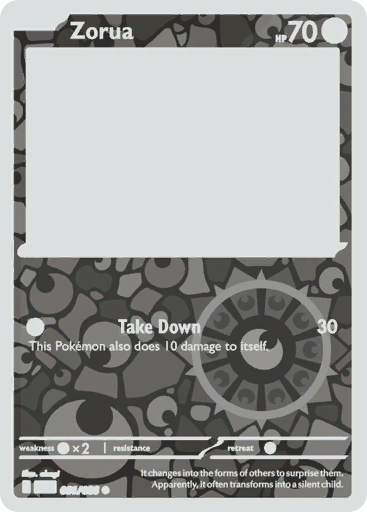 Zorua
HP 70
Take Down 30
This Pokémon also does 10 damage to itself.
weakness ×2 | resistance retreat
It changes into the forms of others to surprise them.
Apparently, it often transforms into a silent child.